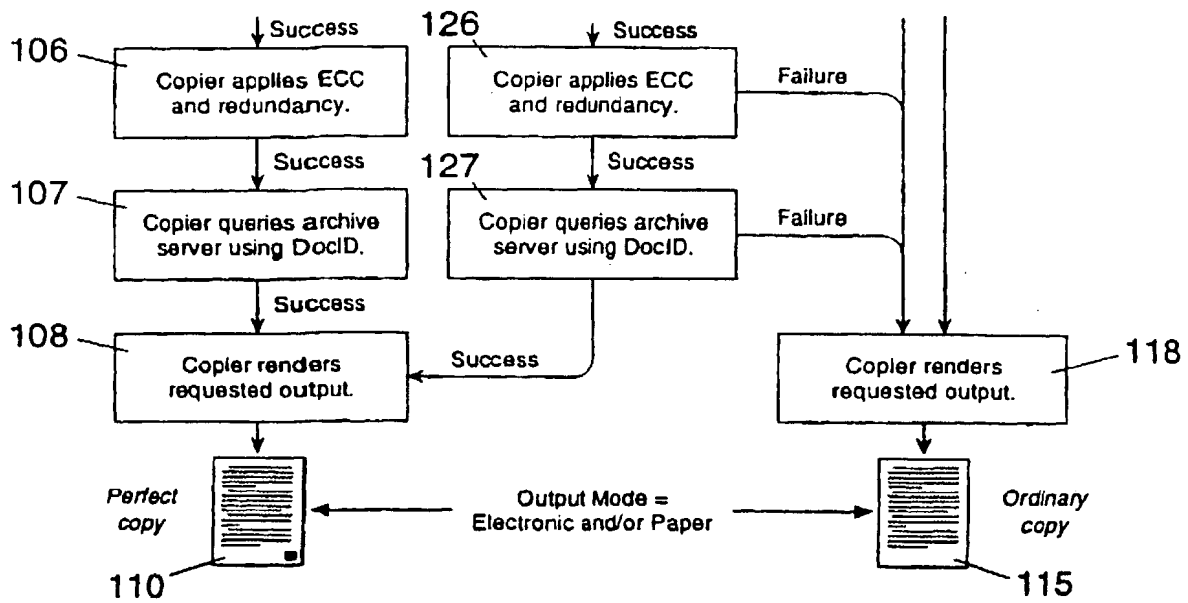 Success
106
Copier applies ECC
and redundancy.
Success
107
Copier queries archive
server using DocID.
Success
108
Copier renders
requested output.
Perfect
copy
110
Success
126
Copier applies ECC
and redundancy.
Failure
Success
127
Copier queries archive
server using DocID.
Failure
Success
Output Mode =
Electronic and/or Paper
Copier renders
requested output.
118
Ordinary
copy
115